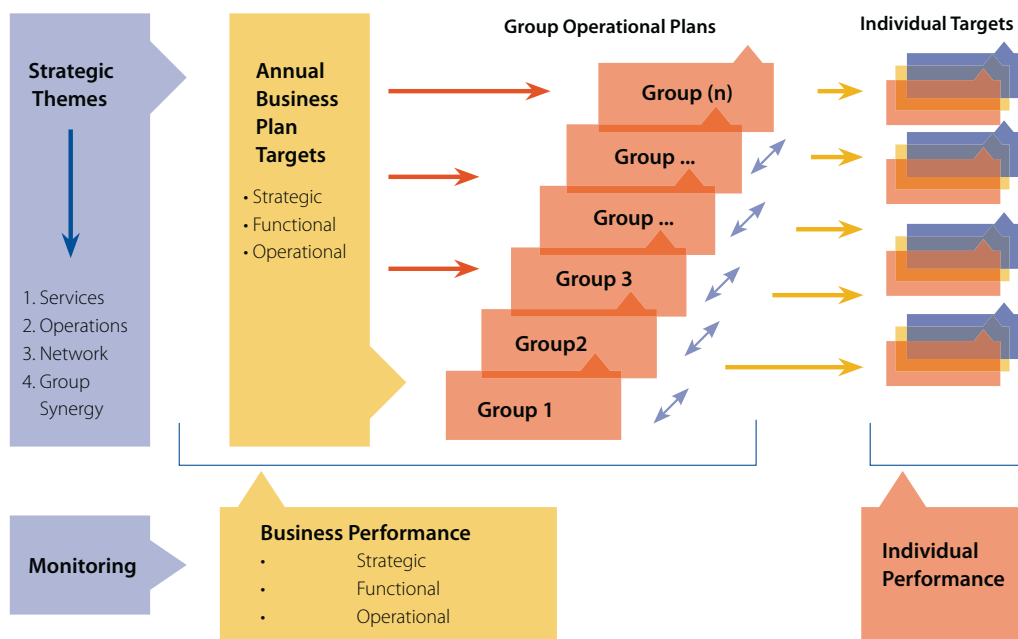 Strategic
Themes
1. Services
2. Operations
3. Network
4. Group
Synergy
Annual
Business
Plan
Targets
• Strategic
• Functional
• Operational
Group Operational Plans
Group (n)
Group ...
Group ...
Group 3
Group2
Group 1
Individual Targets
Monitoring
Business Performance
• Strategic
• Functional
• Operational
Individual
Performance